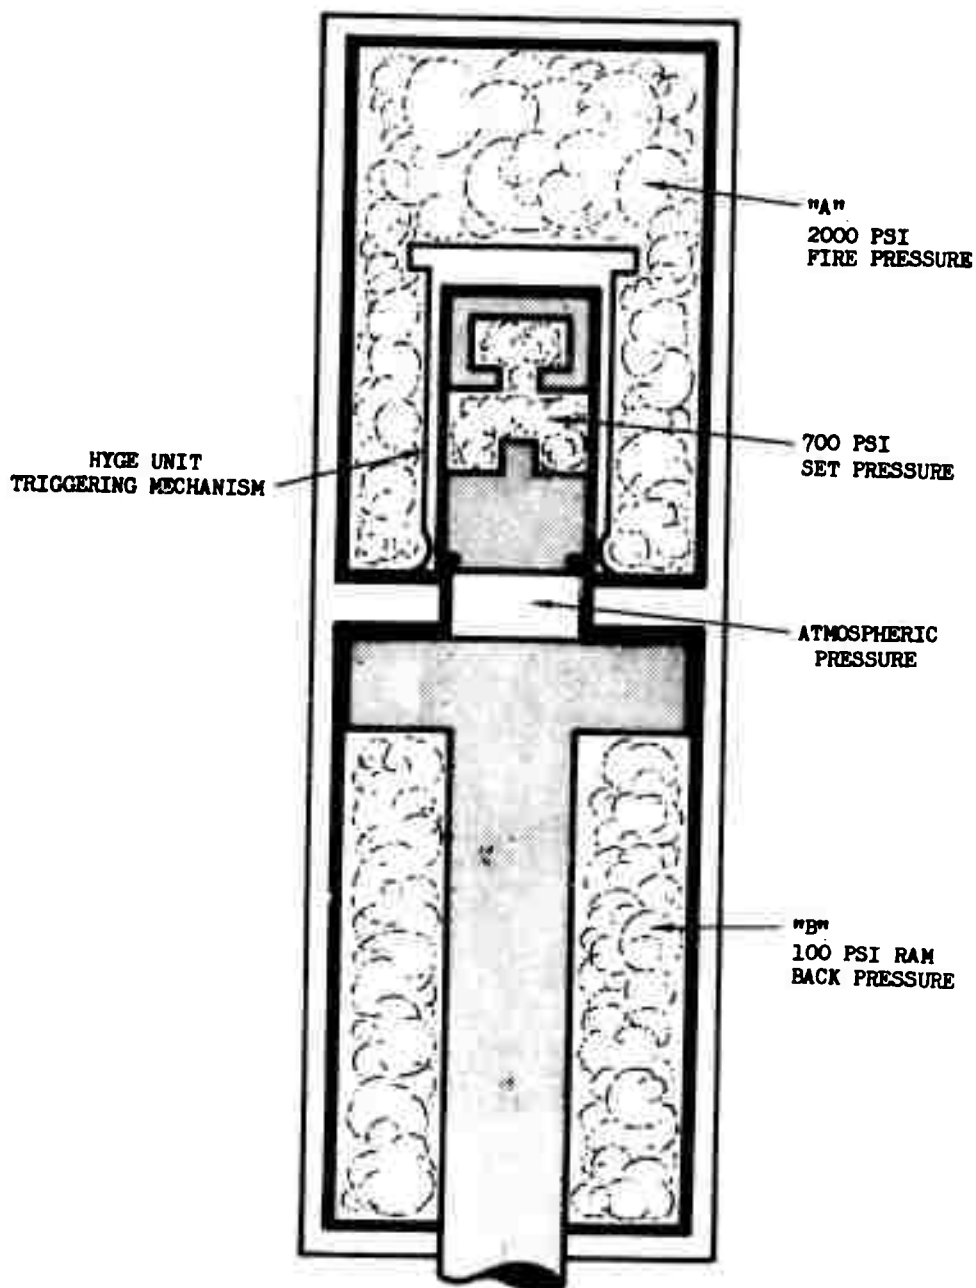 "A"
2000 PSI
FIRE PRESSURE
700 PSI
SET PRESSURE
HYGE UNIT
TRIGGERING MECHANISM
ATMOSPHERIC
PRESSURE
"B"
100 PSI RAM
BACK PRESSURE